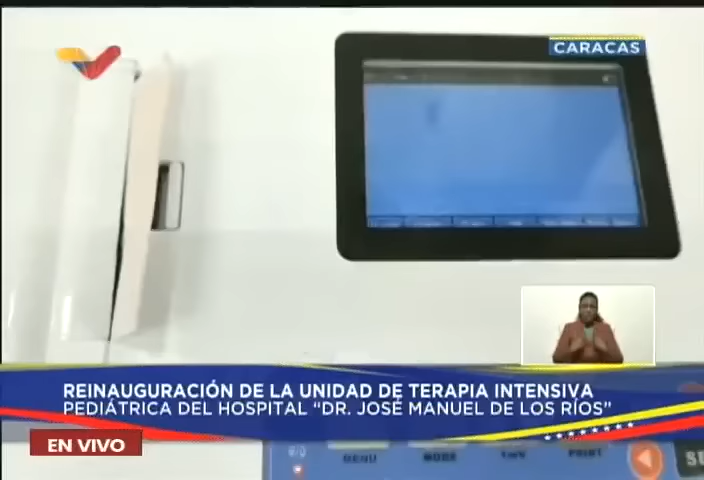 CARACAS
REINAUGURACIÓN DE LA UNIDAD DE TERAPIA INTENSIVA
PEDIÁTRICA DEL HOSPITAL “DR. JOSÉ MANUEL DE LOS RÍOS”
EN VIVO
MENU MODE PRINT